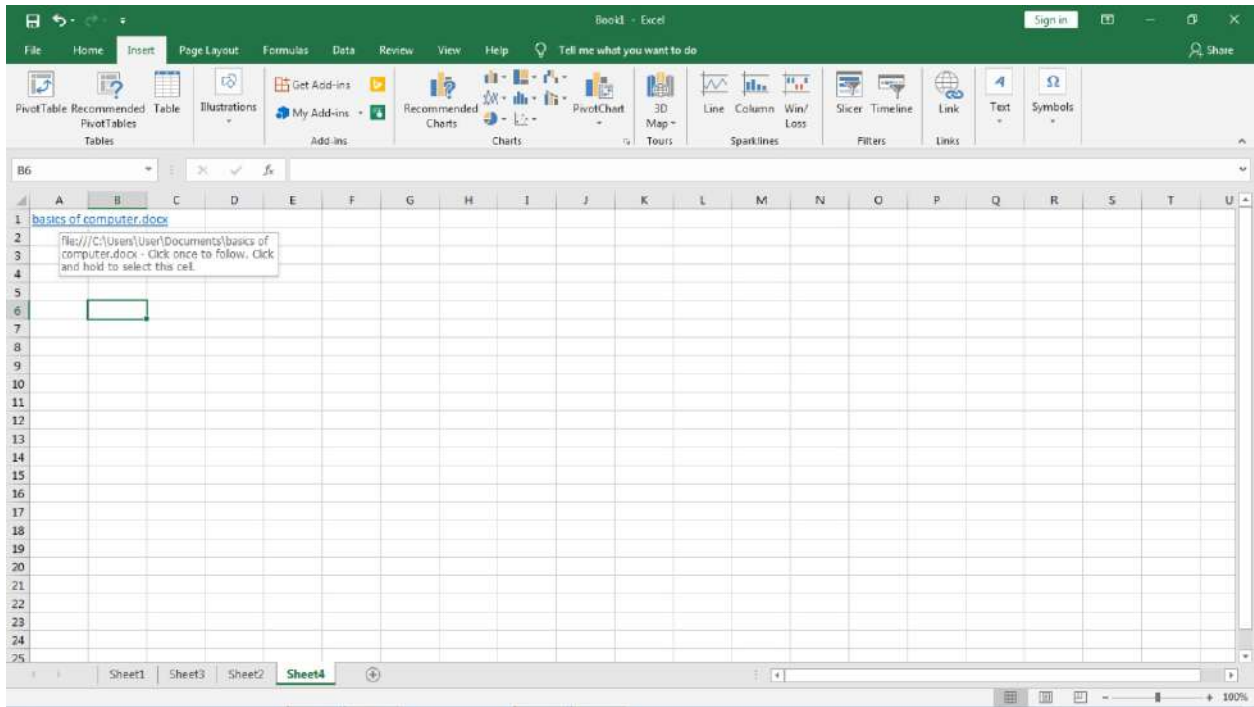 Book1 - Excel
Sign in
File Home Insert Page Layout Formulas Data Review View Help Tell me what you want to do Share
PivotTable Recommended PivotTables Table
Tables
Illustrations
Get Add-ins
My Add-ins
Add-ins
Recommended Charts
PivotChart
Charts
3D Map
Tours
Line Column Win/Loss
Sparklines
Slicer Timeline
Filters
Link
Links
Text
Symbols
B6 fx
A B C D E F G H I J K L M N O P Q R S T U
1 basics of computer.docx
file:///C:\Users\User\Documents\basics of
computer.docx - Click once to follow. Click
and hold to select this cell.
2
3
4
5
6
7
8
9
10
11
12
13
14
15
16
17
18
19
20
21
22
23
24
25
Sheet1 Sheet3 Sheet2 Sheet4
100%